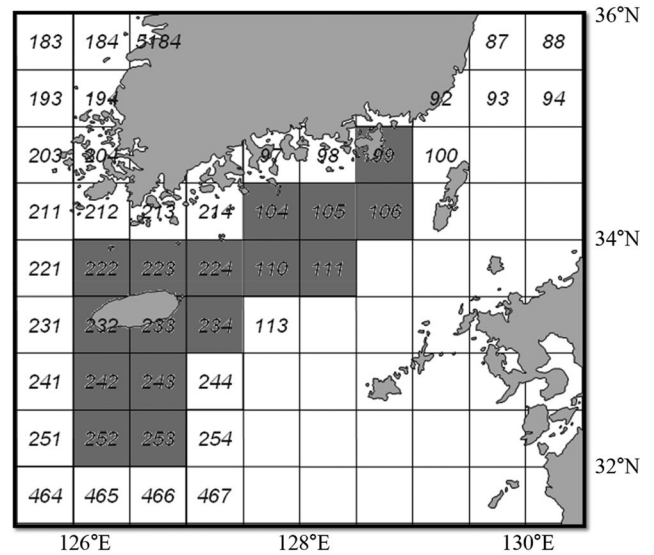 36°N
183 184 5184 87 88
193 194 92 93 94
203 204 97 98 99 100
211 212 213 214 104 105 106
34°N
221 222 223 224 110 111
231 232 233 234 113
241 242 243 244
251 252 253 254
32°N
464 465 466 467
126°E 128°E 130°E